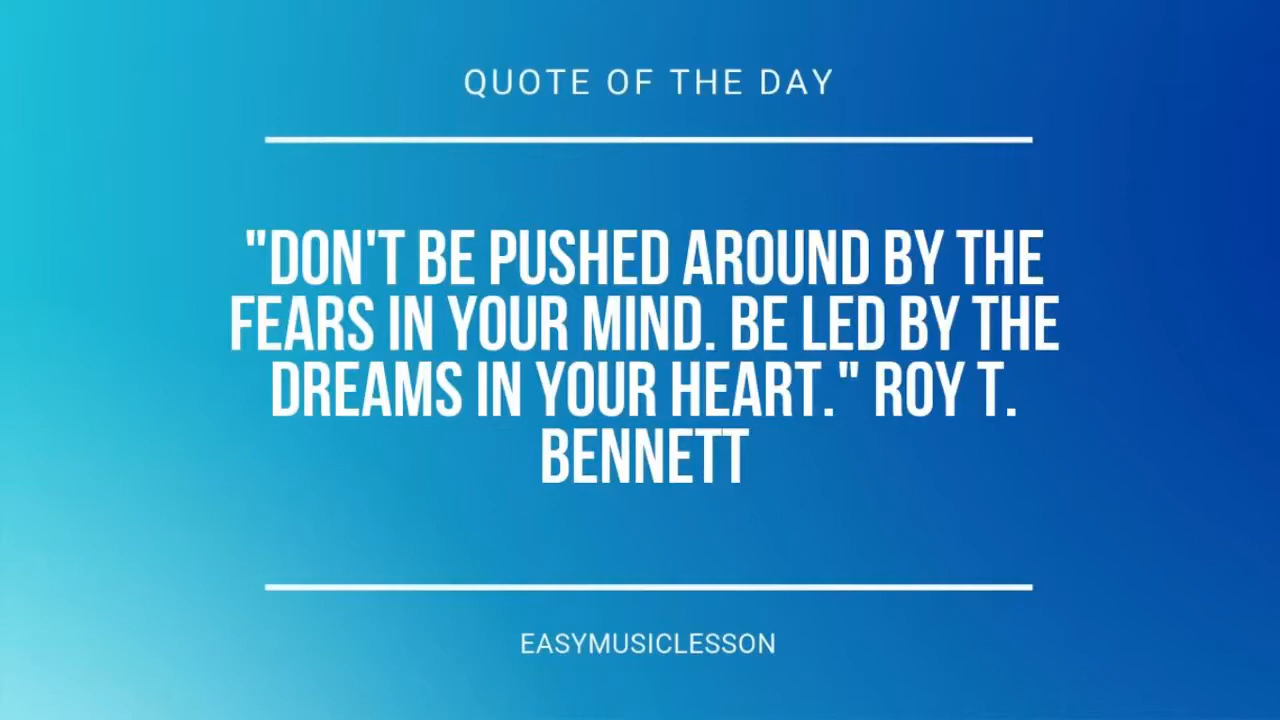 QUOTE OF THE DAY
"DON'T BE PUSHED AROUND BY THE
FEARS IN YOUR MIND. BE LED BY THE
DREAMS IN YOUR HEART." ROY T.
BENNETT
EASYMUSICLESSON